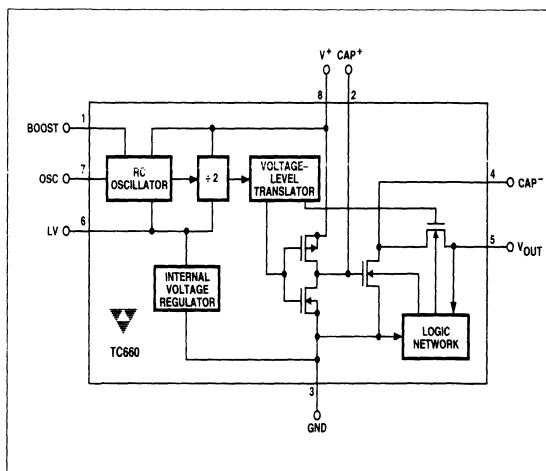 V+ CAP+
8 2
1
BOOST
7
OSC
6
LV
RC
OSCILLATOR
÷2
VOLTAGE–
LEVEL
TRANSLATOR
4
CAP–
5
VOUT
INTERNAL
VOLTAGE
REGULATOR
LOGIC
NETWORK
TC660
3
GND